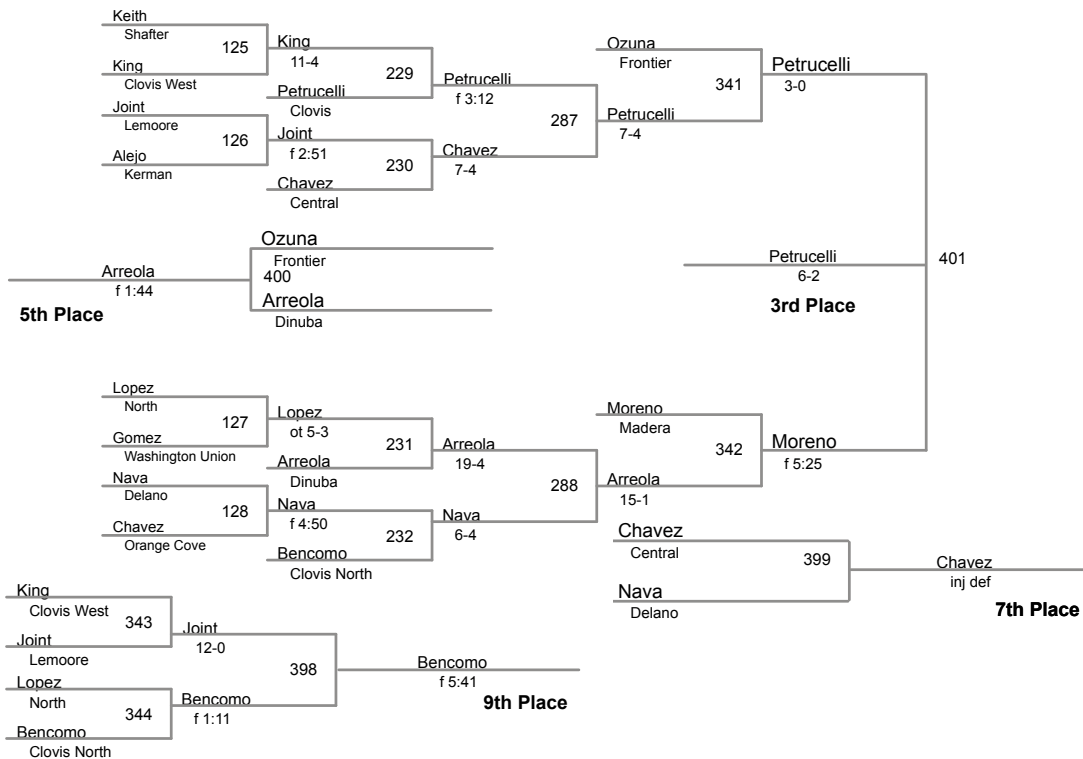 Keith
Shafter
125
King
Clovis West
King
11-4
229
Petrucelli
Clovis
Petrucelli
f 3:12
Joint
Lemoore
126
Alejo
Kerman
Joint
f 2:51
230
Chavez
Central
Chavez
7-4
287
Ozuna
Frontier
341
Petrucelli
7-4
Petrucelli
3-0
Ozuna
Frontier
400
Arreola
Dinuba
Arreola
f 1:44
5th Place
Petrucelli
6-2
401
3rd Place
Lopez
North
127
Gomez
Washington Union
Lopez
ot 5-3
231
Arreola
Dinuba
Arreola
19-4
Nava
Delano
128
Chavez
Orange Cove
Nava
f 4:50
232
Bencomo
Clovis North
Nava
6-4
288
Moreno
Madera
342
Arreola
15-1
Moreno
f 5:25
Chavez
Central
399
Nava
Delano
Chavez
inj def
7th Place
King
Clovis West
343
Joint
Lemoore
Joint
12-0
398
Lopez
North
344
Bencomo
Clovis North
Bencomo
f 1:11
Bencomo
f 5:41
9th Place